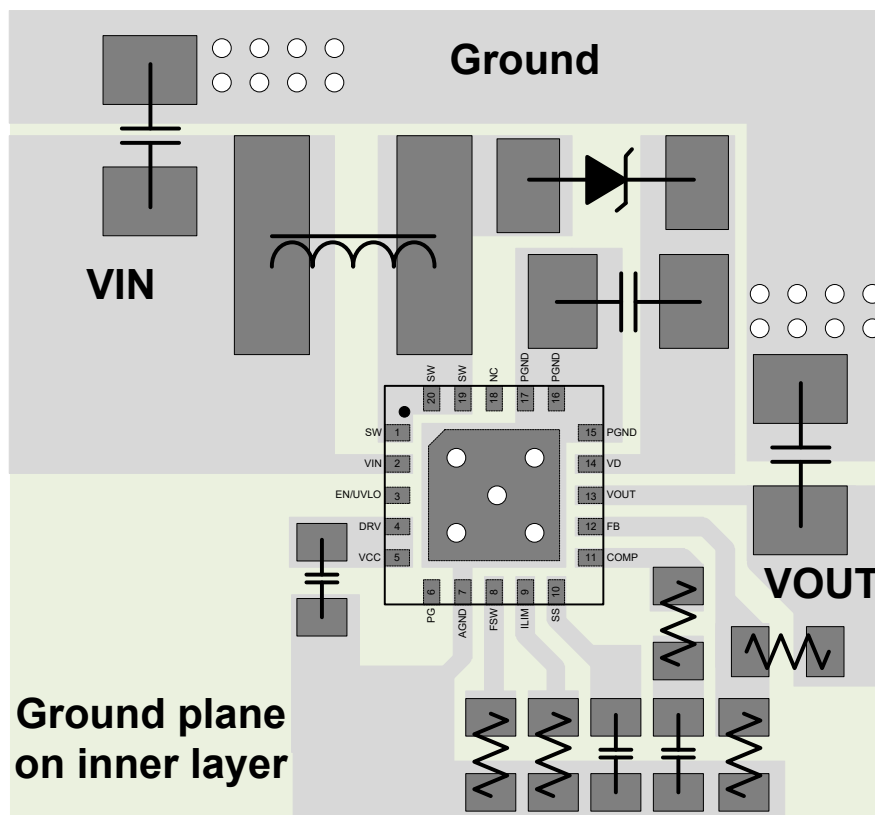 Ground
VIN
SW
SW
NC
PGND
PGND
20
19
18
17
16
SW 1
VIN 2
EN/UVLO 3
DRV 4
VCC 5
15 PGND
14 VD
13 VOUT
12 FB
11 COMP
6
7
8
9
10
PG
AGND
FSW
ILIM
SS
VOUT
Ground plane
on inner layer